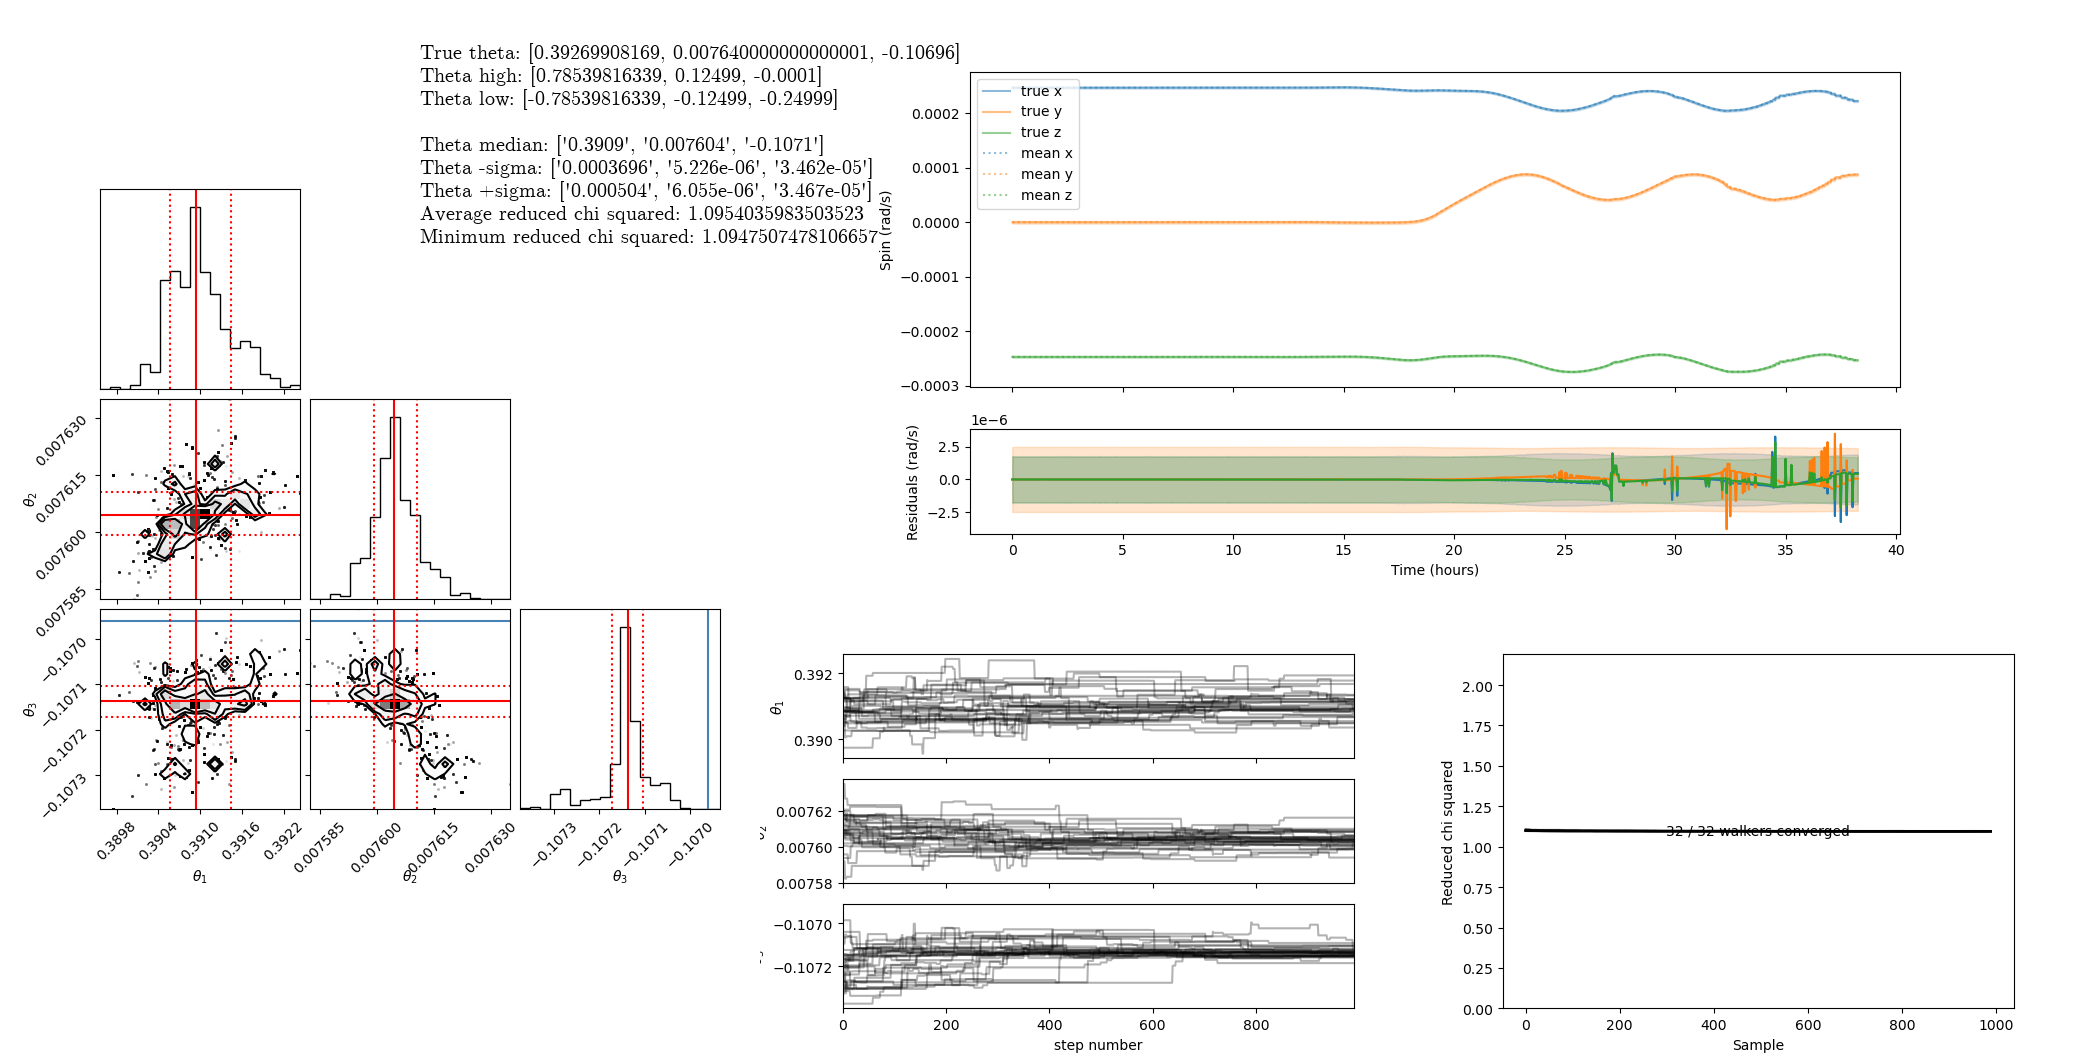 True theta: [0.39269908169, 0.007640000000000001, -0.10696]
Theta high: [0.78539816339, 0.12499, -0.0001]
Theta low: [-0.78539816339, -0.12499, -0.24999]
Theta median: ['0.3909', '0.007604', '-0.1071']
Theta -sigma: ['0.0003696', '5.226e-06', '3.462e-05']
Theta +sigma: ['0.000504', '6.055e-06', '3.467e-05']
Average reduced chi squared: 1.0954035983503523
Minimum reduced chi squared: 1.0947507478106657
true x
true y
true z
mean x
mean y
mean z
Spin (rad/s)
0.0002
0.0001
0.0000
−0.0001
−0.0002
−0.0003
1e−6
Residuals (rad/s)
2.5
0.0
−2.5
0 5 10 15 20 25 30 35 40
Time (hours)
θ2
0.007630
0.007615
0.007600
0.007585
θ3
−0.1070
−0.1071
−0.1072
−0.1073
0.3898 0.3904 0.3910 0.3916 0.3922
θ1
0.007585 0.007600 0.007615 0.007630
θ2
−0.1073 −0.1072 −0.1071 −0.1070
θ3
θ1
0.392
0.390
0.00762
0.00760
0.00758
−0.1070
−0.1072
0 200 400 600 800
step number
Reduced chi squared
2.00
1.75
1.50
1.25
1.00
0.75
0.50
0.25
0.00
32 / 32 walkers converged
0 200 400 600 800 1000
Sample